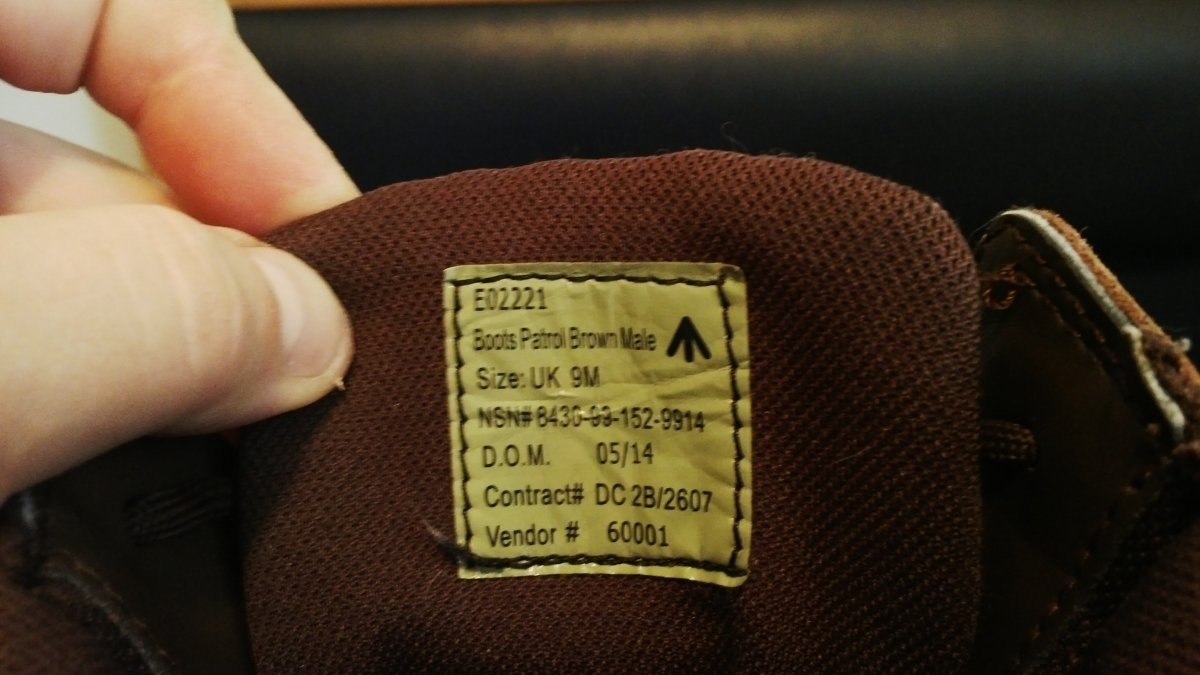 E02221
Boots Patrol Brown Male
Size: UK 9M
NSN# 8430-99-152-9914
D.O.M. 05/14
Contract# DC 2B/2607
Vendor # 60001